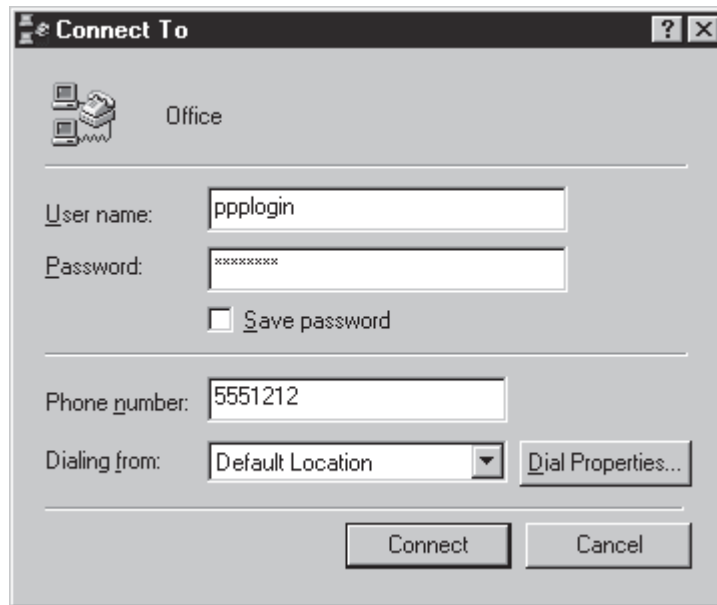 Connect To
Office
User name: ppplogin
Password: ********
Save password
Phone number: 5551212
Dialing from: Default Location Dial Properties...
Connect Cancel